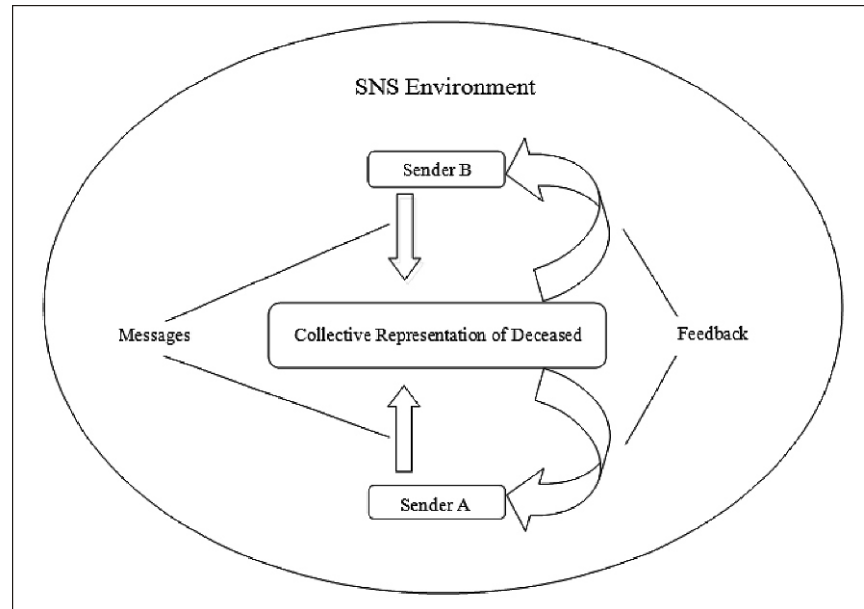 SNS Environment
Sender B
Messages
Collective Representation of Deceased
Feedback
Sender A